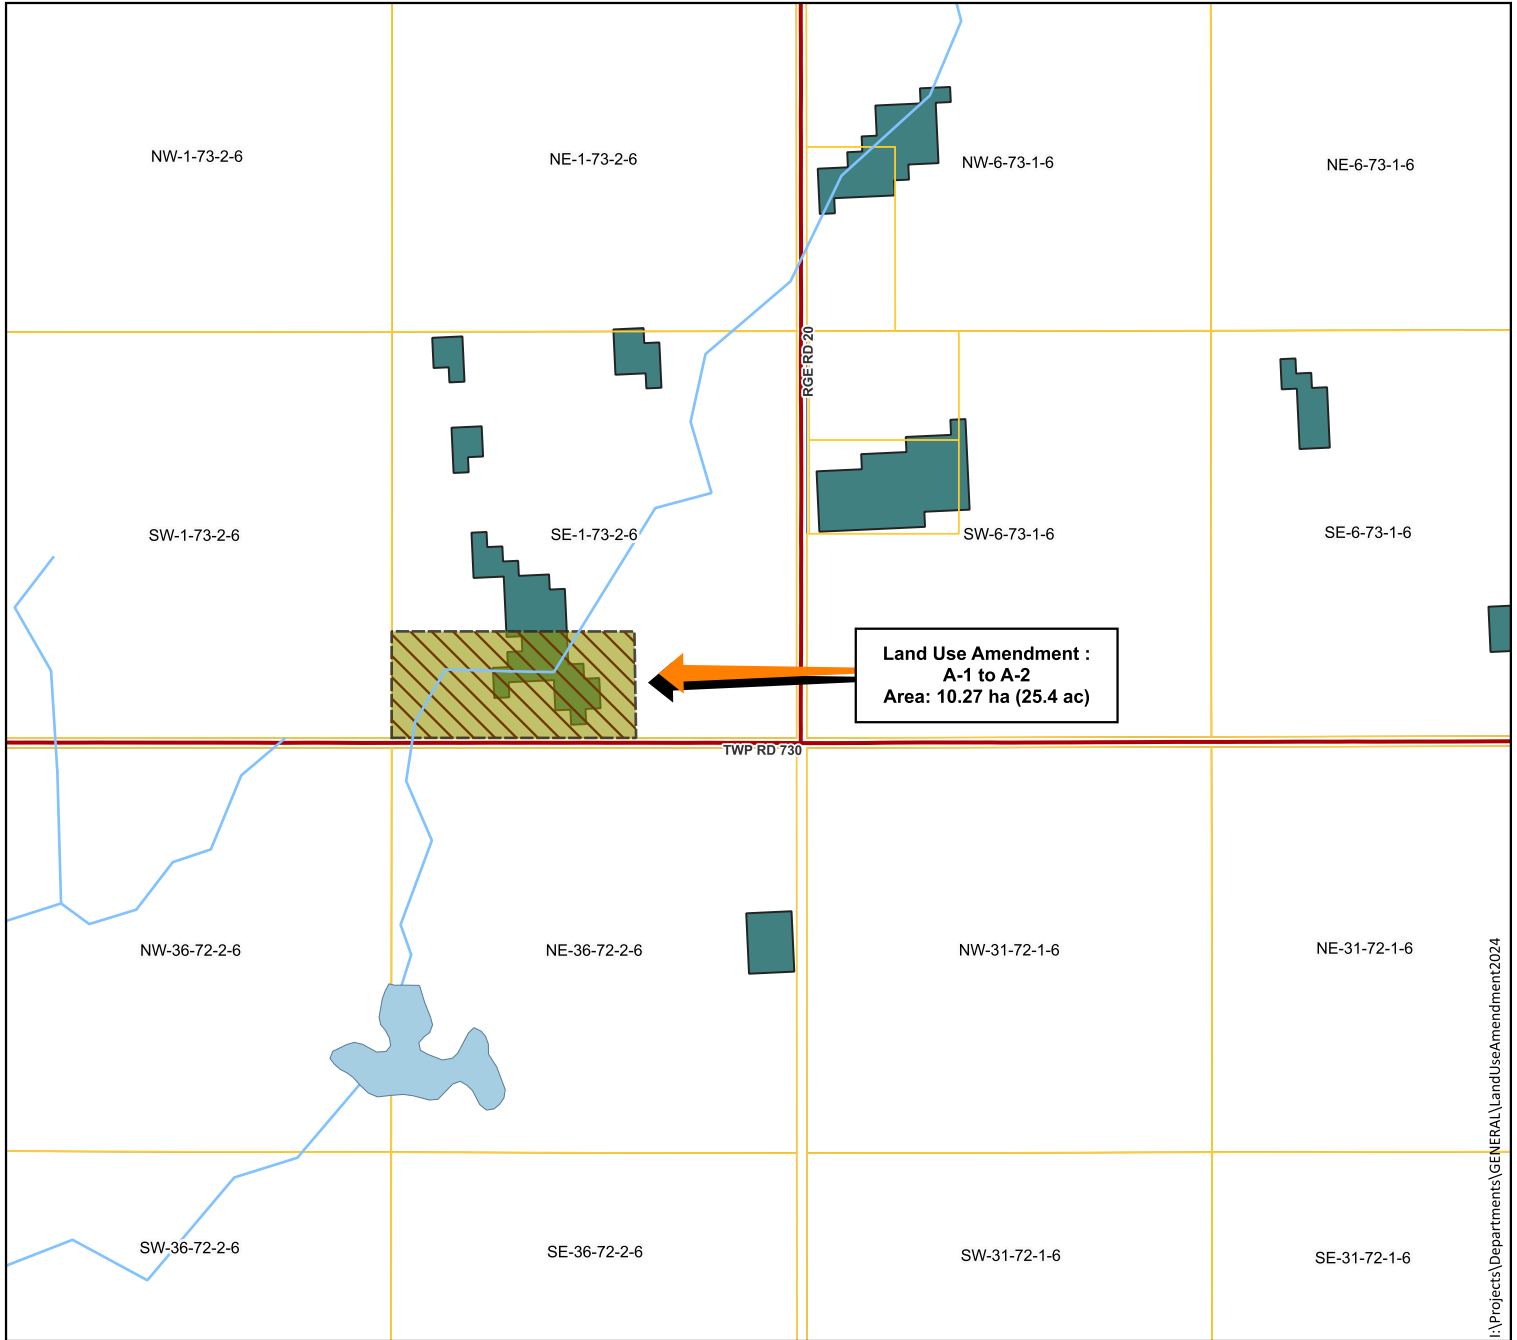 NW-1-73-2-6
NE-1-73-2-6
NW-6-73-1-6
NE-6-73-1-6
RGE RD 20
SW-1-73-2-6
SE-1-73-2-6
SW-6-73-1-6
SE-6-73-1-6
Land Use Amendment :
A-1 to A-2
Area: 10.27 ha (25.4 ac)
TWP RD 730
NW-36-72-2-6
NE-36-72-2-6
NW-31-72-1-6
NE-31-72-1-6
SW-36-72-2-6
SE-36-72-2-6
SW-31-72-1-6
SE-31-72-1-6
I:\Projects\Departments\GENERAL\LandUseAmendment2024